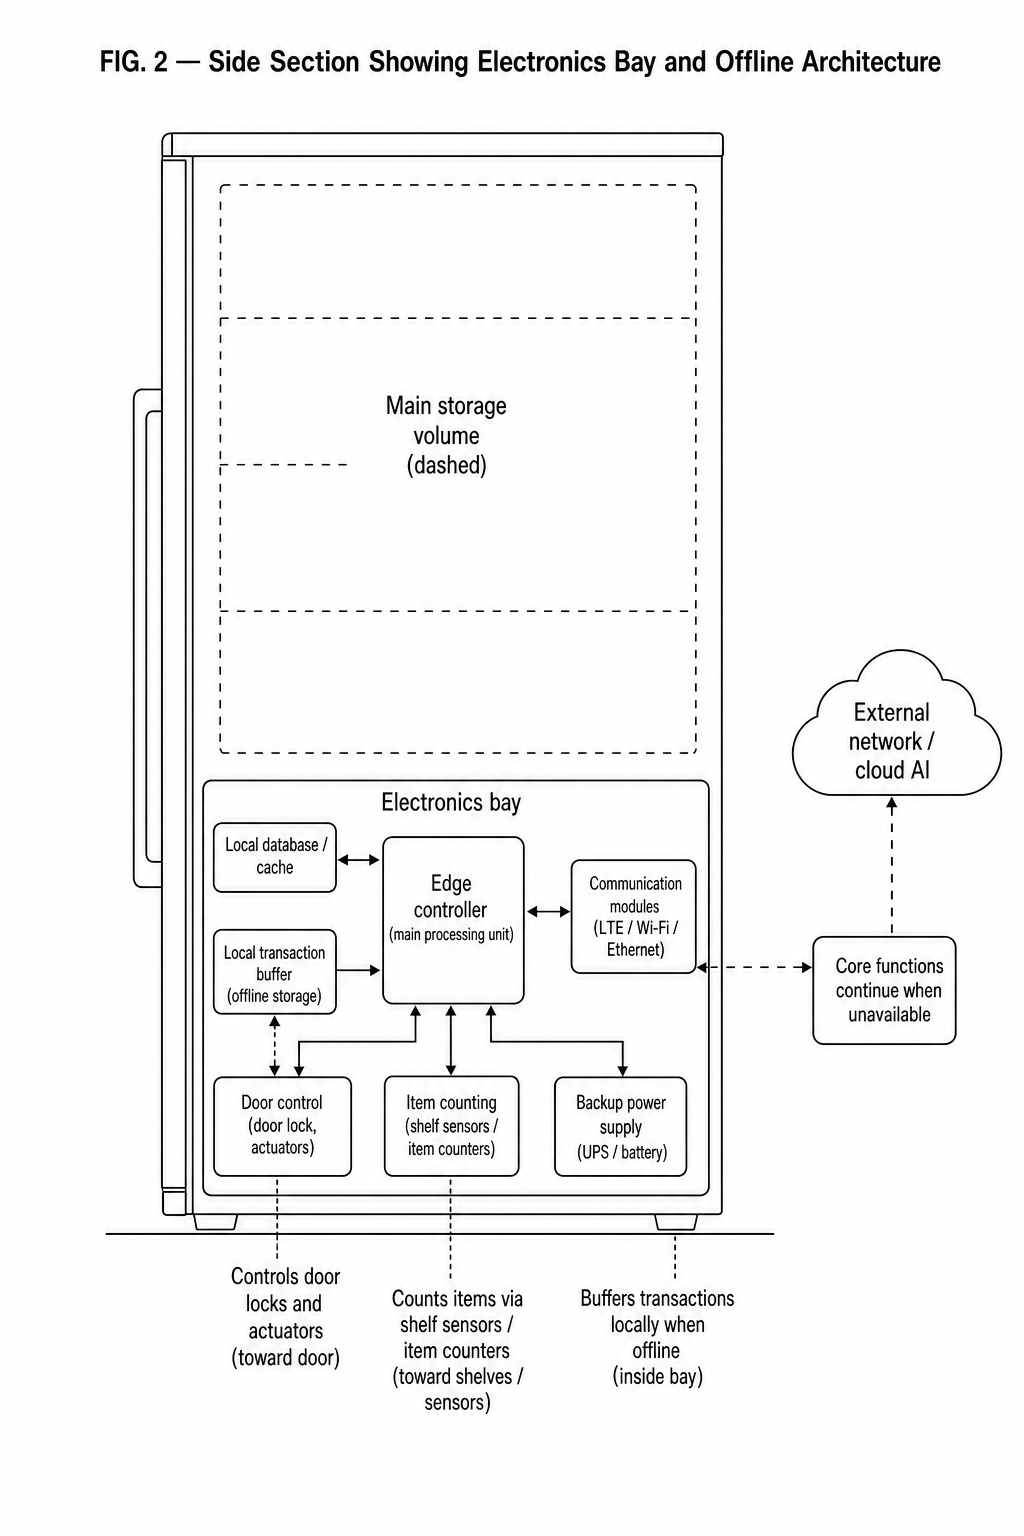 FIG. 2 — Side Section Showing Electronics Bay and Offline Architecture
Main storage
volume
(dashed)
External
network /
cloud AI
Electronics bay
Local database /
cache
Edge
controller
(main processing unit)
Communication
modules
(LTE / Wi-Fi /
Ethernet)
Local transaction
buffer
(offline storage)
Core functions
continue when
unavailable
Door control
(door lock,
actuators)
Item counting
(shelf sensors /
item counters)
Backup power
supply
(UPS / battery)
Controls door
locks and
actuators
(toward door)
Counts items via
shelf sensors /
item counters
(toward shelves /
sensors)
Buffers transactions
locally when
offline
(inside bay)